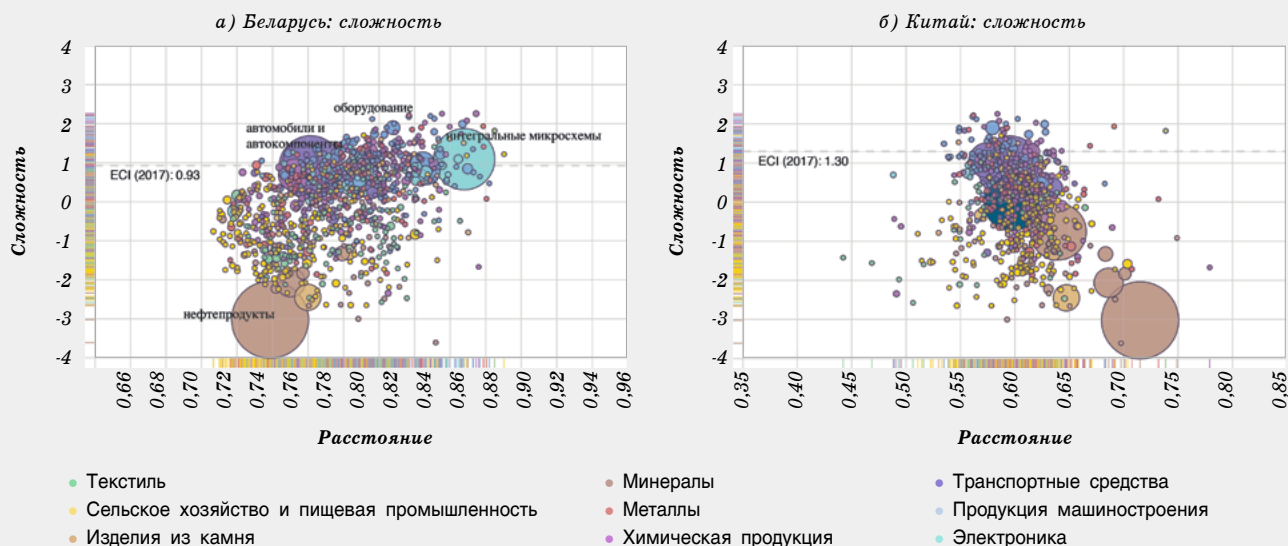 а) Беларусь: сложность
б) Китай: сложность
Сложность
4
3
2
1
0
-1
-2
-3
-4
оборудование
автомобили и
автокомпоненты
интегральные микросхемы
ECI (2017): 0.93
нефтепродукты
0,66
0,68
0,70
0,72
0,74
0,76
0,78
0,80
0,82
0,84
0,86
0,88
0,90
0,92
0,94
0,96
Расстояние
Сложность
4
3
2
1
0
-1
-2
-3
-4
ECI (2017): 1.30
0,35
0,40
0,45
0,50
0,55
0,60
0,65
0,70
0,75
0,80
0,85
Расстояние
Текстиль
Сельское хозяйство и пищевая промышленность
Изделия из камня
Минералы
Металлы
Химическая продукция
Транспортные средства
Продукция машиностроения
Электроника